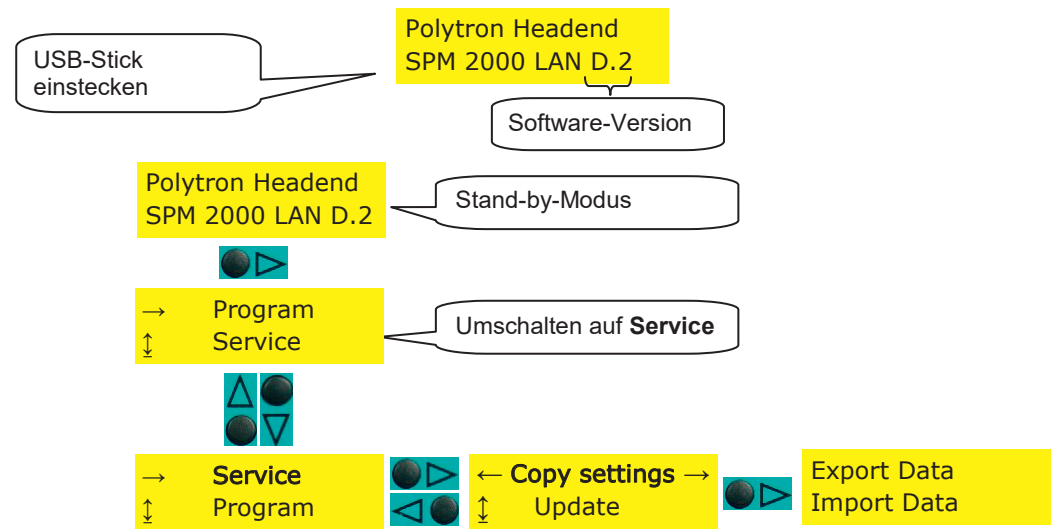 Polytron Headend
SPM 2000 LAN D.2
USB-Stick
einstecken
Software-Version
Polytron Headend
SPM 2000 LAN D.2
Stand-by-Modus
→ Program
↨ Service
Umschalten auf Service
→ Service
↨ Program
← Copy settings →
↨ Update
Export Data
Import Data